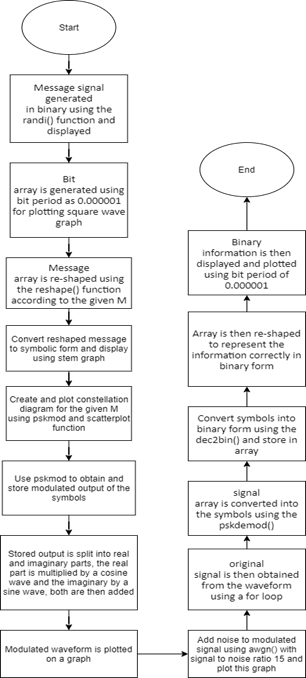 Start
Message signal
generated
in binary using the
randi() function and
displayed
Bit
array is generated using
bit period as 0.000001
for plotting square wave
graph
Message
array is re-shaped using
the reshape() function
according to the given M
Convert reshaped message
to symbolic form and display
using stem graph
Create and plot constellation
diagram for the given M
using pskmod and scatterplot
function
Use pskmod to obtain and
store modulated output of the
symbols
Stored output is split into real
and imaginary parts, the real
part is multiplied by a cosine
wave and the imaginary by a
sine wave, both are then added
Modulated waveform is plotted
on a graph
Add noise to modulated
signal using awgn() with
signal to noise ratio 15 and
plot this graph
original
signal is then obtained
from the waveform
using a for loop
signal
array is converted into
the symbols using the
pskdemod()
Convert symbols into
binary form using the
dec2bin() and store in
array
Array is then re-shaped
to represent the
information correctly in
binary form
Binary
information is then
displayed and plotted
using bit period of
0.000001
End